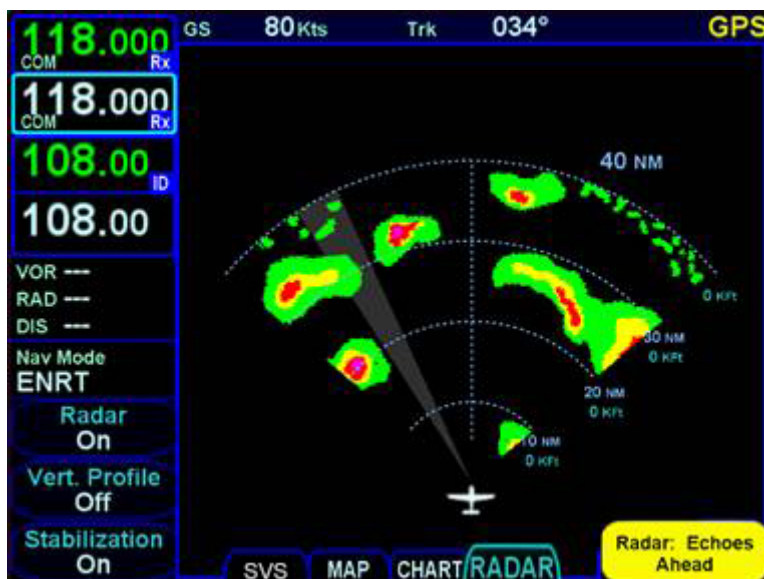 118.000
COM Rx
118.000
COM Rx
108.00
ID
108.00
VOR ---
RAD ---
DIS ---
Nav Mode
ENRT
Radar
On
Vert. Profile
Off
Stabilization
On
GS 80Kts Trk 034° GPS
40 NM
0 KFt
30 NM
0 KFt
20 NM
0 KFt
10 NM
0 KFt
SVS MAP CHART RADAR
Radar: Echoes
Ahead